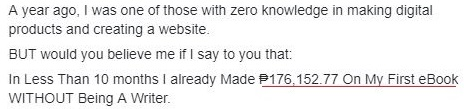 A year ago, I was one of those with zero knowledge in making digital
products and creating a website.
BUT would you believe me if I say to you that:
In Less Than 10 months I already Made ₱176,152.77 On My First eBook
WITHOUT Being A Writer.